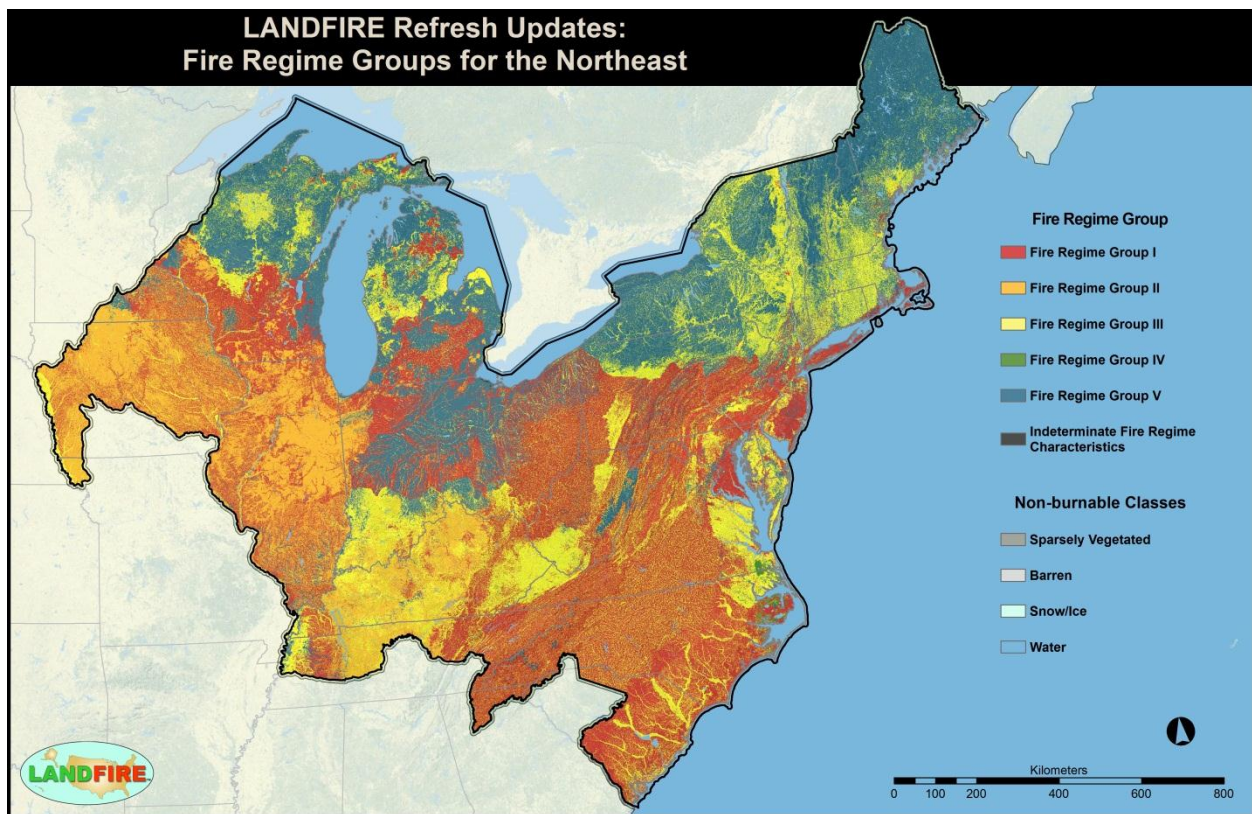 LANDFIRE Refresh Updates:
Fire Regime Groups for the Northeast
Fire Regime Group
Fire Regime Group I
Fire Regime Group II
Fire Regime Group III
Fire Regime Group IV
Fire Regime Group V
Indeterminate Fire Regime
Characteristics
Non-burnable Classes
Sparsely Vegetated
Barren
Snow/Ice
Water
LANDFIRE
Kilometers
0 100 200 400 600 800